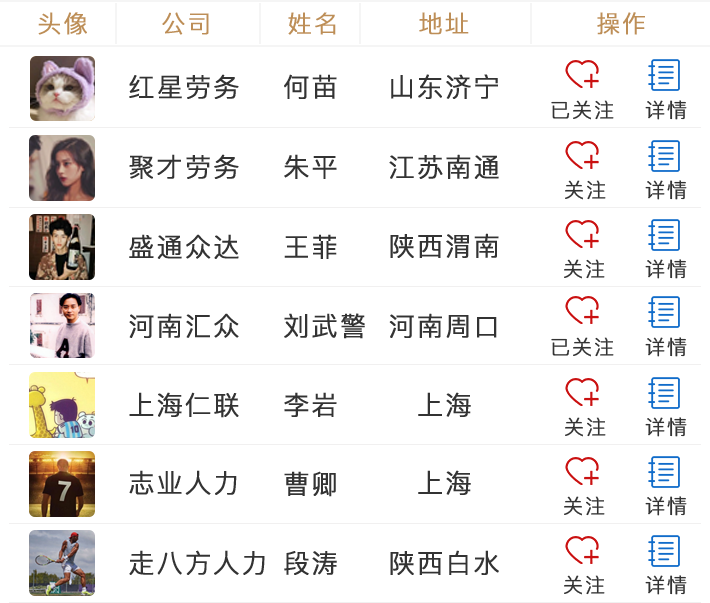 头像 公司 姓名 地址 操作
红星劳务 何苗 山东济宁 已关注 详情
聚才劳务 朱平 江苏南通 关注 详情
盛通众达 王菲 陕西渭南 关注 详情
河南汇众 刘武警 河南周口 已关注 详情
上海仁联 李岩 上海 关注 详情
10
志业人力 曹卿 上海 关注 详情
7
走八方人力 段涛 陕西白水 关注 详情